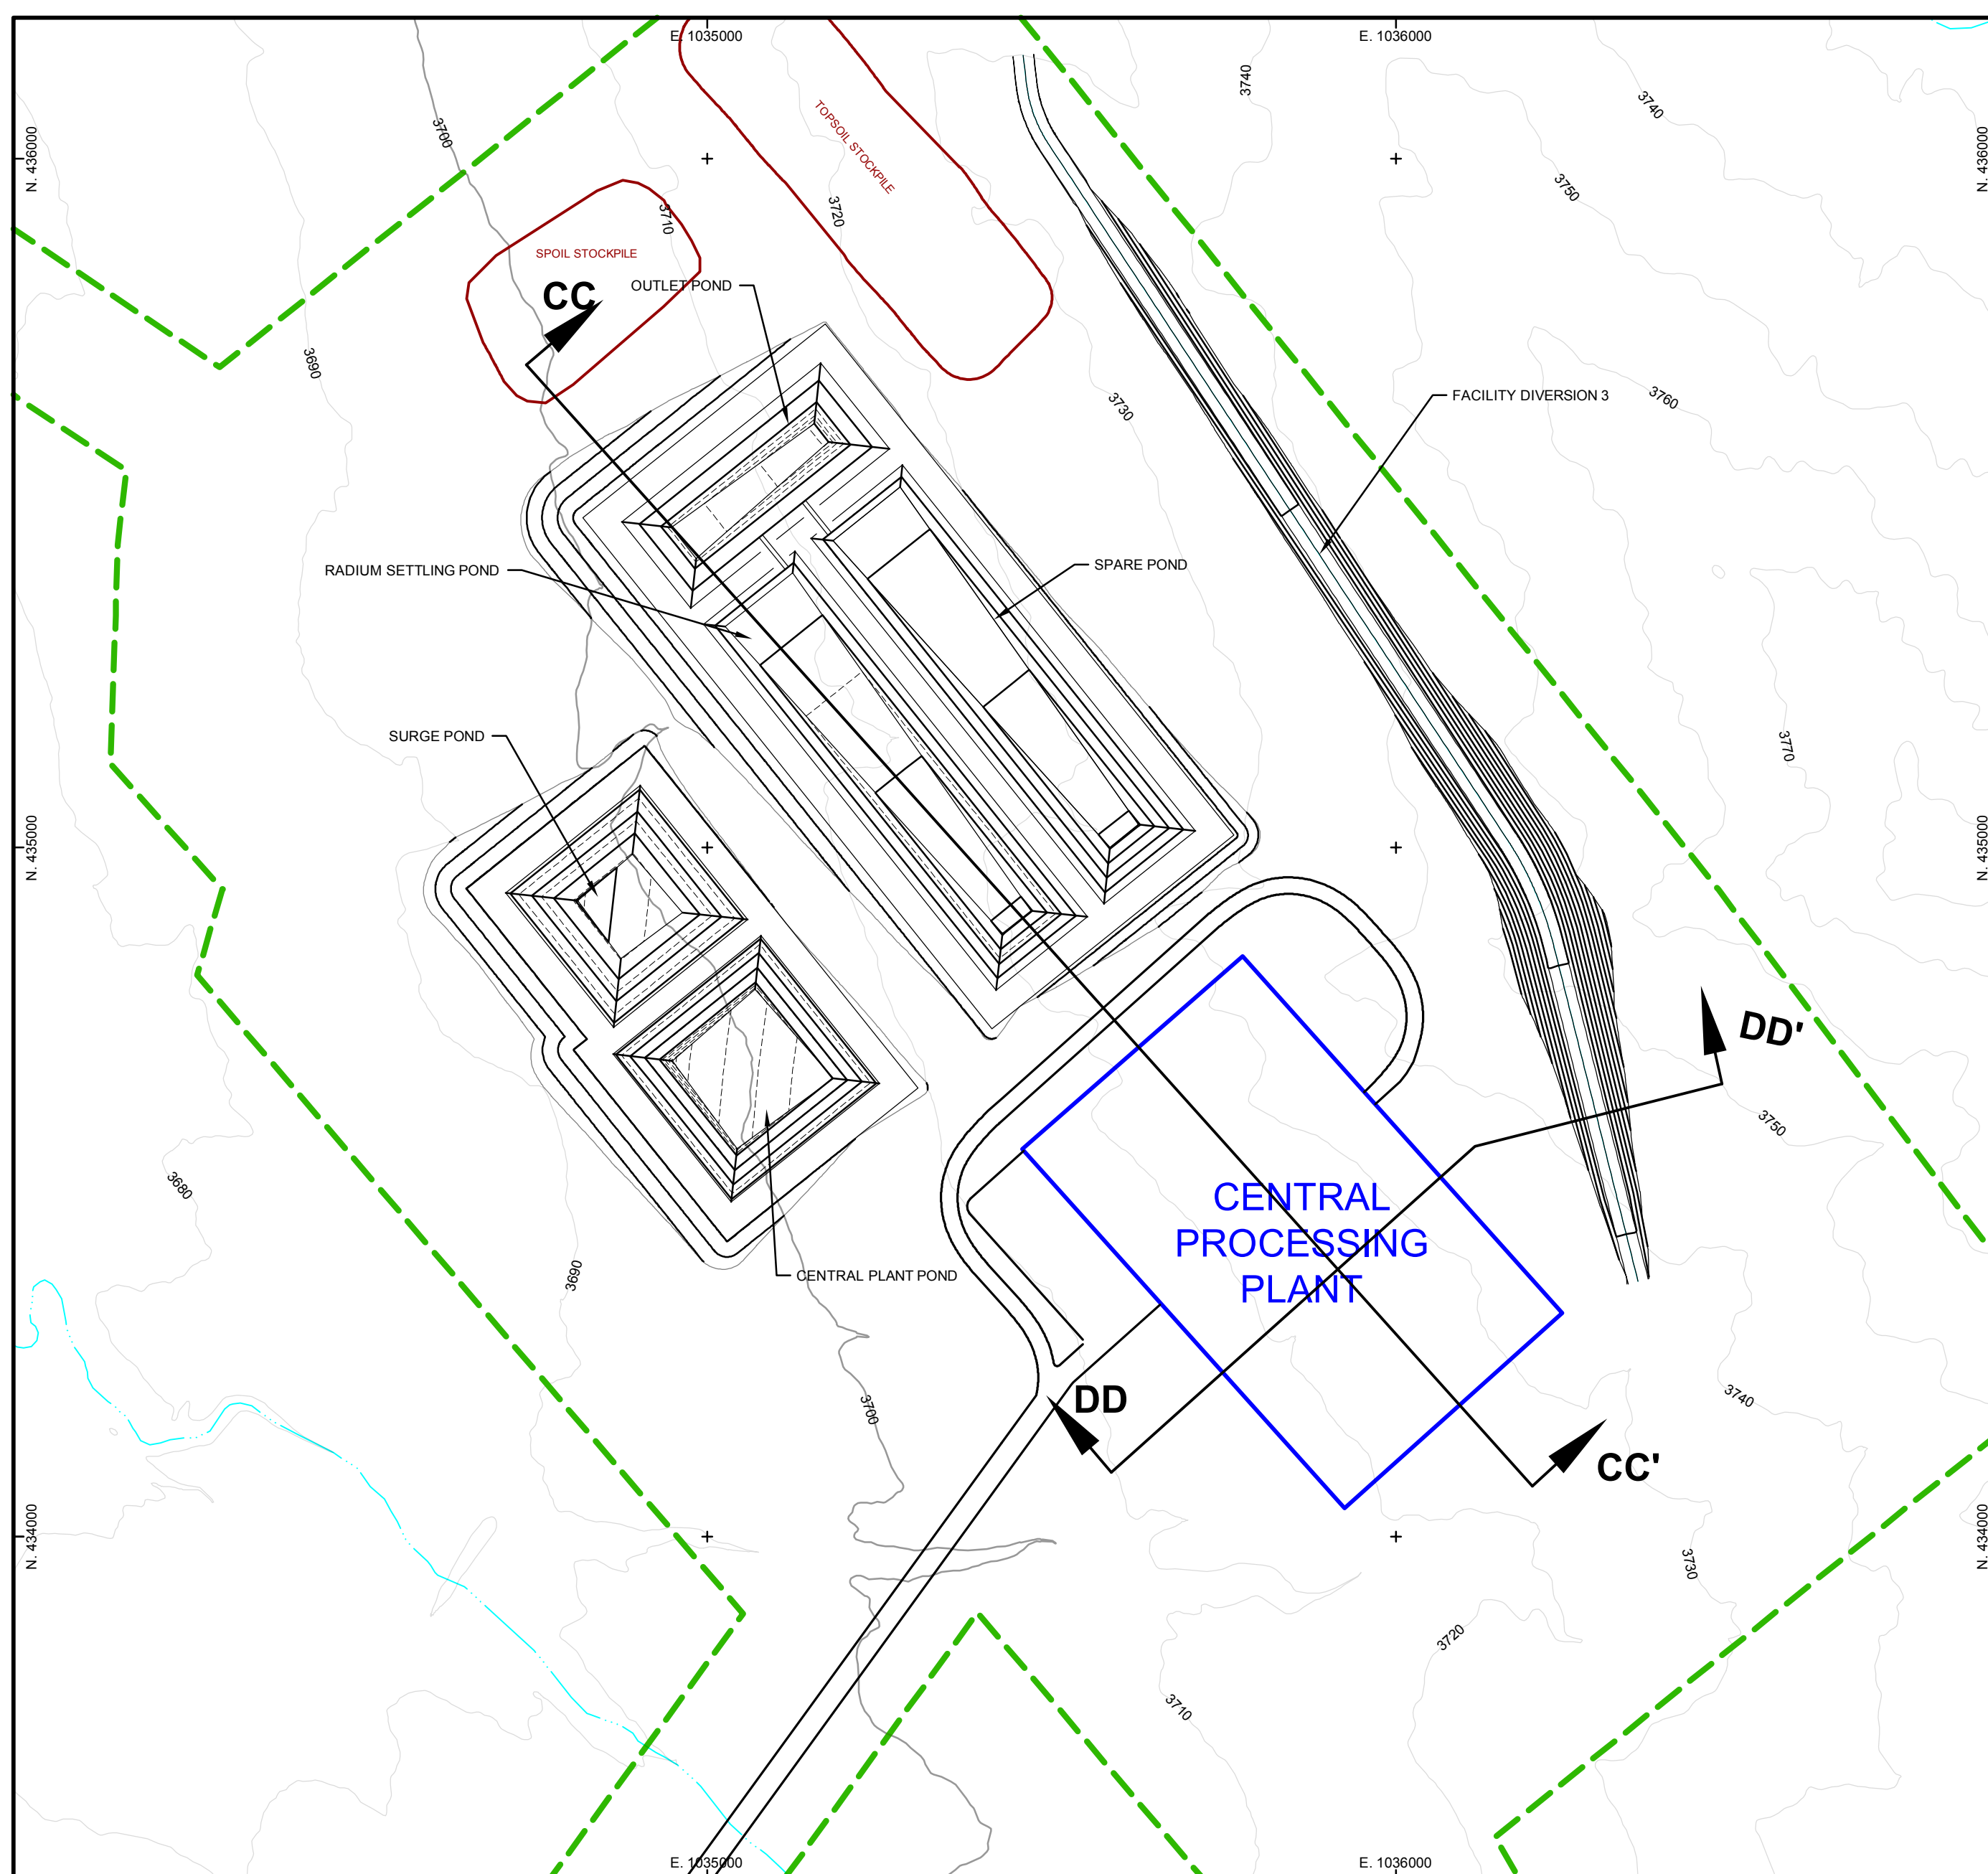 E. 1035000
E. 1036000
N. 436000
3700
3740
3740
N. 436000
TOPSOIL STOCKPILE
3710
3720
3750
SPOIL STOCKPILE
CC
OUTLET POND
3690
3730
FACILITY DIVERSION 3
3760
RADIUM SETTLING POND
SPARE POND
SURGE POND
3770
N. 435000
N. 435000
DD'
3750
3680
CENTRAL
PROCESSING
PLANT
3690
CENTRAL PLANT POND
3700
DD
3740
CC'
N. 434000
N. 434000
3730
3720
3710
E. 1035000
E. 1036000